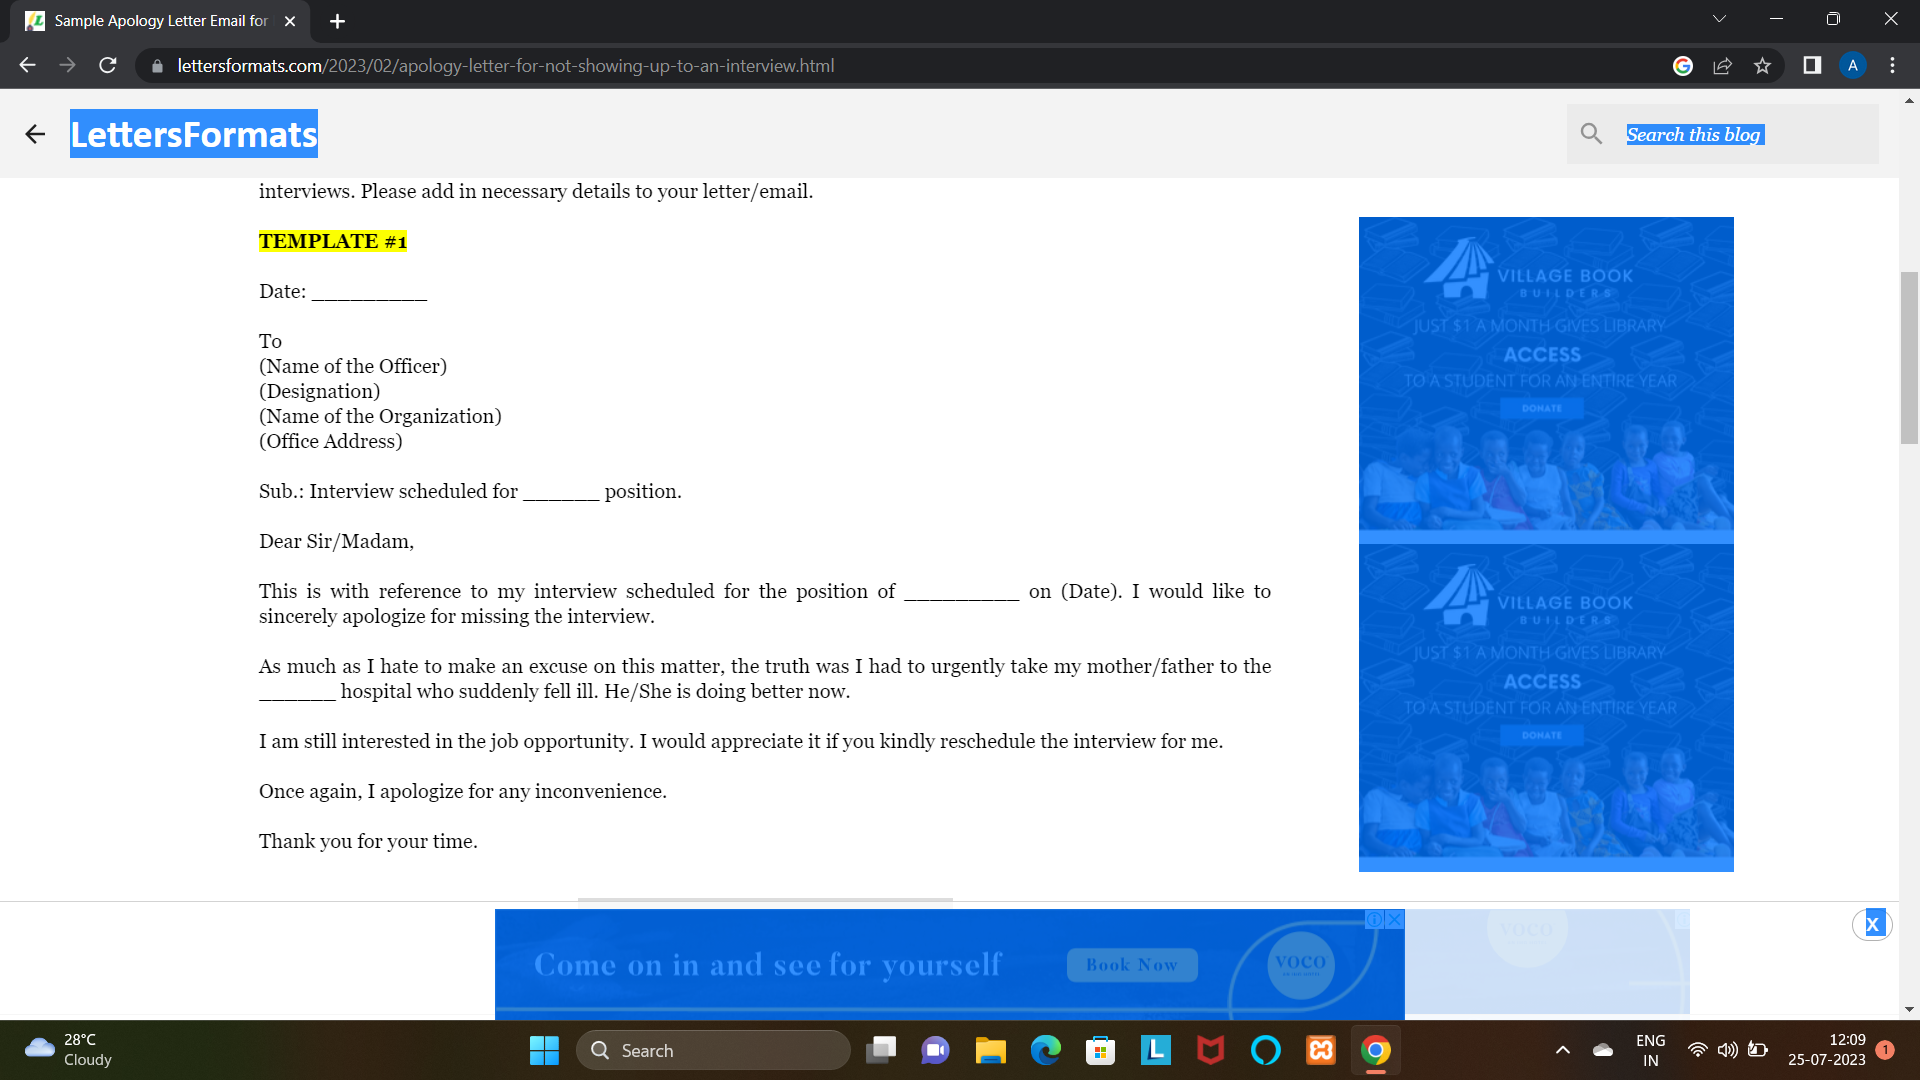 Sample Apology Letter Email for
lettersformats.com/2023/02/apology-letter-for-not-showing-up-to-an-interview.html
A
LettersFormats
Search this blog
interviews. Please add in necessary details to your letter/email.
TEMPLATE #1
Date: _________
To
(Name of the Officer)
(Designation)
(Name of the Organization)
(Office Address)
Sub.: Interview scheduled for ______ position.
Dear Sir/Madam,
This is with reference to my interview scheduled for the position of _________ on (Date). I would like to
sincerely apologize for missing the interview.
As much as I hate to make an excuse on this matter, the truth was I had to urgently take my mother/father to the
______ hospital who suddenly fell ill. He/She is doing better now.
I am still interested in the job opportunity. I would appreciate it if you kindly reschedule the interview for me.
Once again, I apologize for any inconvenience.
Thank you for your time.
VILLAGE BOOK
BUILDERS
JUST $1 A MONTH GIVES LIBRARY
ACCESS
TO A STUDENT FOR AN ENTIRE YEAR
DONATE
VILLAGE BOOK
BUILDERS
JUST $1 A MONTH GIVES LIBRARY
ACCESS
TO A STUDENT FOR AN ENTIRE YEAR
DONATE
Come on in and see for yourself
Book Now
VOCO
VOCO
X
28°C
Cloudy
Search
L
ENG
IN
12:09
25-07-2023
1